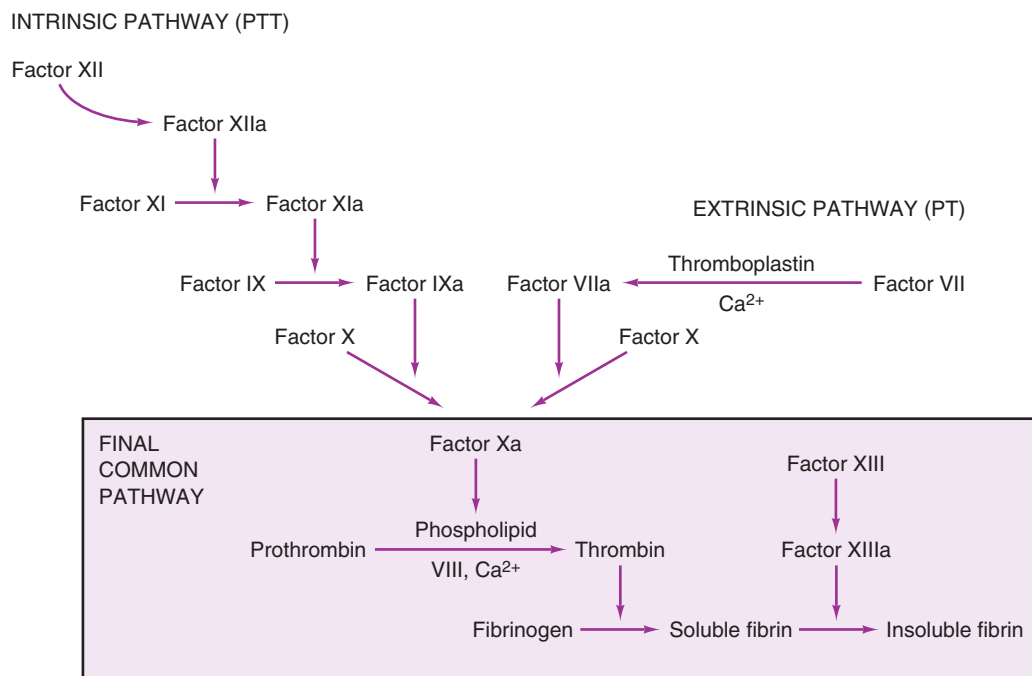 INTRINSIC PATHWAY (PTT)
Factor XII
Factor XIIa
Factor XI
Factor XIa
EXTRINSIC PATHWAY (PT)
Thromboplastin
Factor IX
Factor IXa
Factor VIIa
Factor VII
Ca2+
Factor X
Factor X
FINAL
COMMON
PATHWAY
Factor Xa
Factor XIII
Phospholipid
Prothrombin
Thrombin
Factor XIIIa
VIII, Ca2+
Fibrinogen
Soluble fibrin
Insoluble fibrin